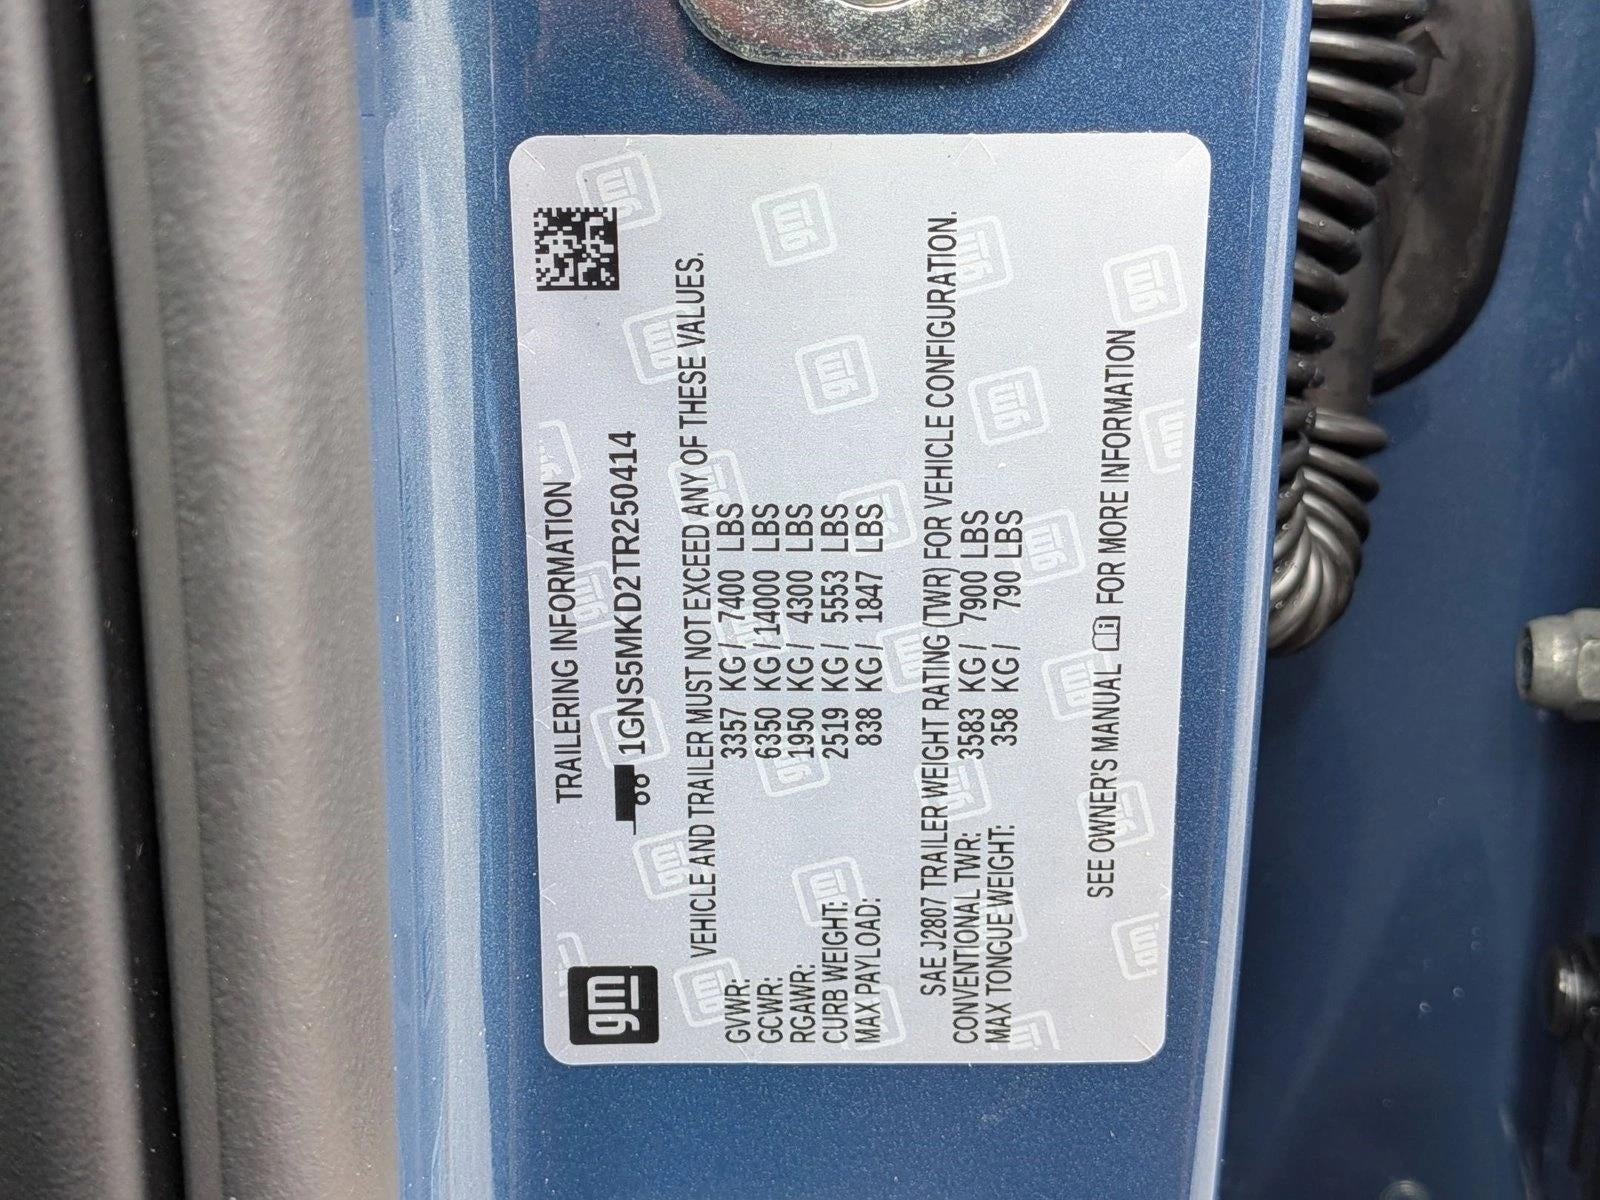 gm
TRAILERING INFORMATION
1GNS5MKD2TR250414
VEHICLE AND TRAILER MUST NOT EXCEED ANY OF THESE VALUES.
GVWR: 3357 KG / 7400 LBS
GCWR: 6350 KG / 14000 LBS
RGAWR: 1950 KG / 4300 LBS
CURB WEIGHT: 2519 KG / 5553 LBS
MAX PAYLOAD: 838 KG / 1847 LBS
SAE J2807 TRAILER WEIGHT RATING (TWR) FOR VEHICLE CONFIGURATION.
CONVENTIONAL TWR: 3583 KG / 7900 LBS
MAX TONGUE WEIGHT: 358 KG / 790 LBS
SEE OWNER'S MANUAL FOR MORE INFORMATION